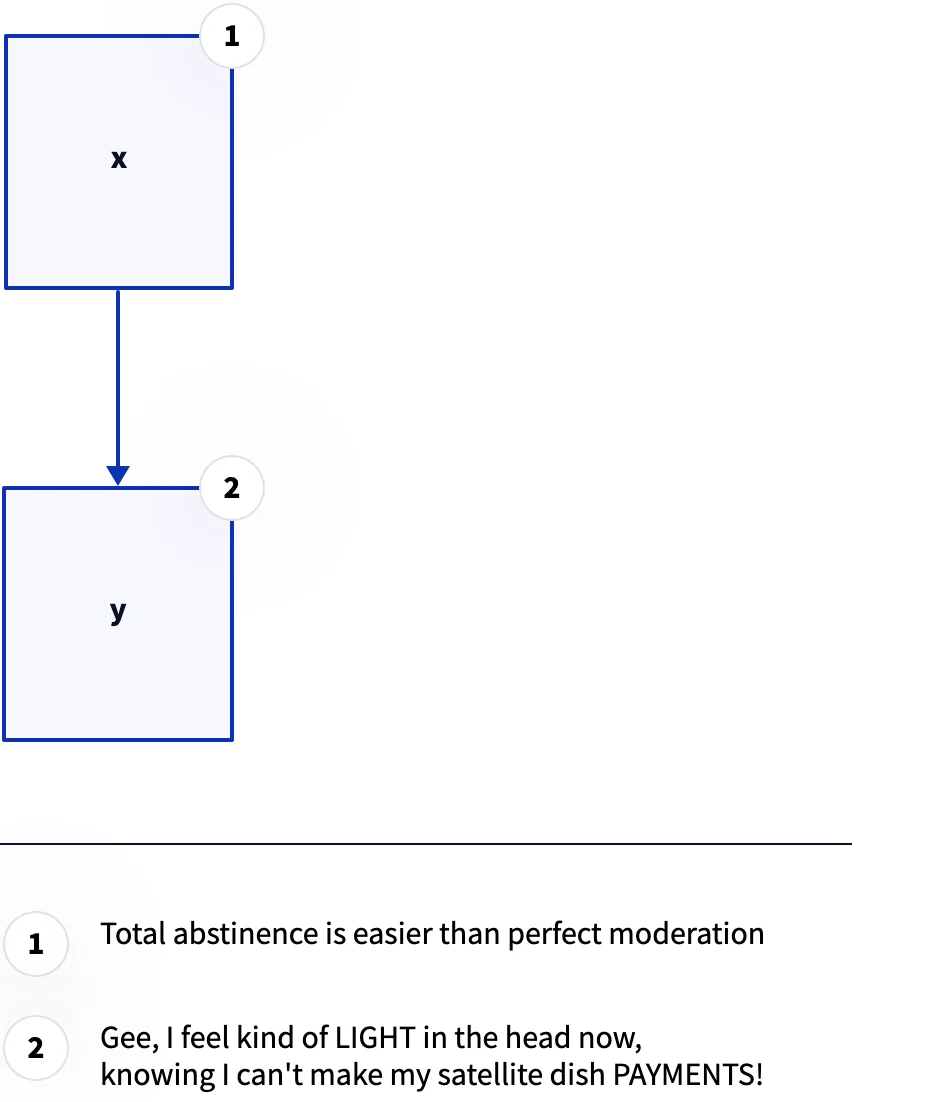 1
x
2
y
1
Total abstinence is easier than perfect moderation
2
Gee, I feel kind of LIGHT in the head now,
knowing I can't make my satellite dish PAYMENTS!